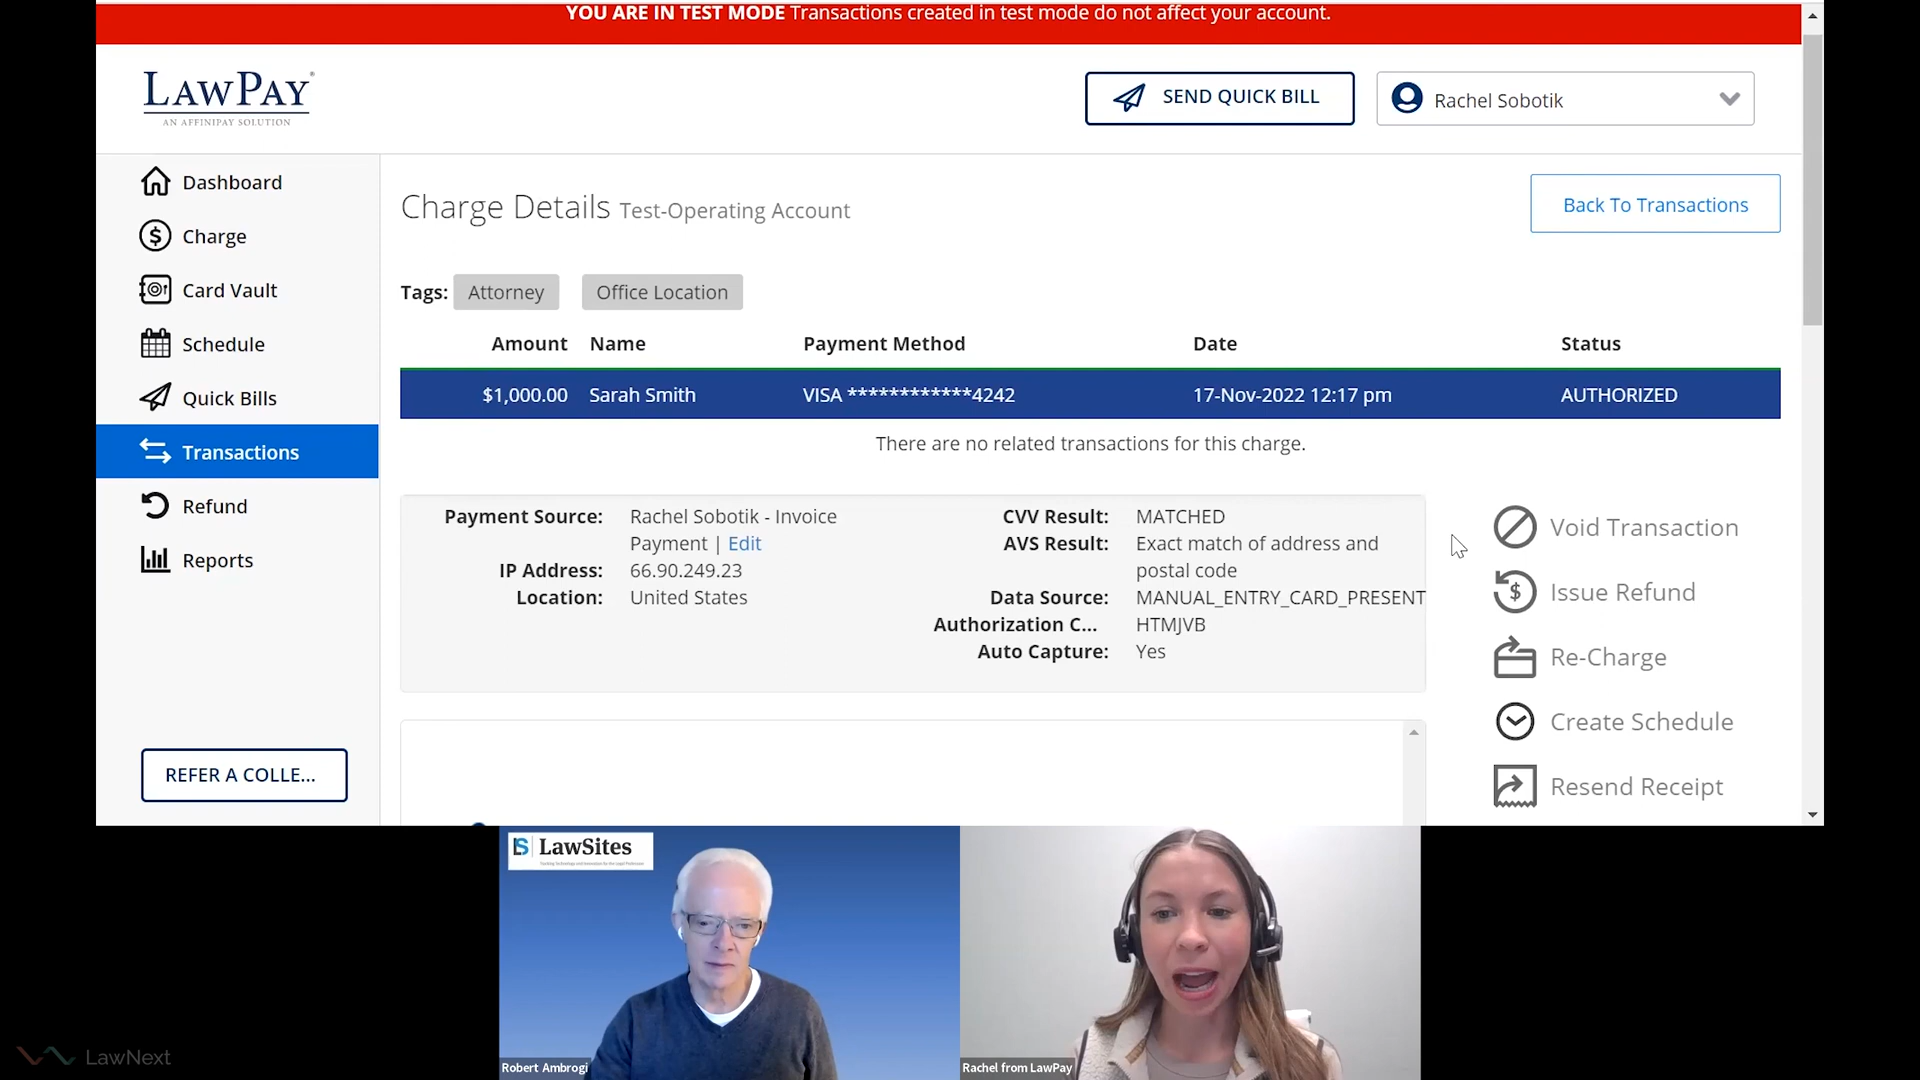 YOU ARE IN TEST MODE Transactions created in test mode do not affect your account.
LAWPAY®
AN AFFINIPAY SOLUTION
SEND QUICK BILL
Rachel Sobotik
Dashboard
Charge
Card Vault
Schedule
Quick Bills
Transactions
Refund
Reports
REFER A COLLE...
Charge Details Test-Operating Account
Back To Transactions
Tags: Attorney Office Location
Amount Name Payment Method Date Status
$1,000.00 Sarah Smith VISA ************4242 17-Nov-2022 12:17 pm AUTHORIZED
There are no related transactions for this charge.
Payment Source: Rachel Sobotik - Invoice
Payment | Edit
IP Address: 66.90.249.23
Location: United States
CVV Result: MATCHED
AVS Result: Exact match of address and
postal code
Data Source: MANUAL_ENTRY_CARD_PRESENT
Authorization C... HTMJVB
Auto Capture: Yes
Void Transaction
Issue Refund
Re-Charge
Create Schedule
Resend Receipt
LS LawSites
Robert Ambrogi
Rachel from LawPay
LawNext